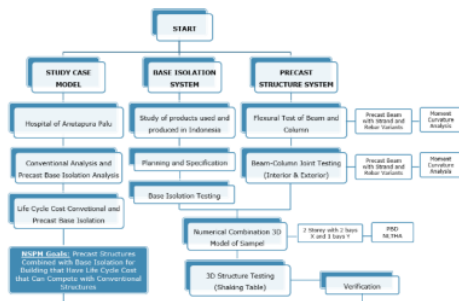 START
STUDY CASE
MODEL
BASE ISOLATION
SYSTEM
PRECAST
STRUCTURE SYSTEM
Hospital of Anetapura Palu
Study of products used and
produced in Indonesia
Flexural Test of Beam and
Column
Precast Beam
with Strand and
Rebar Variants
Moment
Curvature
Analysis
Conventional Analysis and
Precast Base Isolation Analysis
Planning and Specification
Beam-Column Joint Testing
(Interior & Exterior)
Precast Beam
with Strand and
Rebar Variants
Moment
Curvature
Analysis
Life Cycle Cost Convetional and
Precast Base Isolation
Base Isolation Testing
Numerical Combination 3D
Model of Sampel
2 Storey with 2 bays
X and 3 bays Y
PBD
NLTHA
NSPM Goals: Precast Structures
Combined with Base Isolation for
Building that Have Life Cycle Cost
that Can Compute with Conventional
Structures
3D Structure Testing
(Shaking Table)
Verification